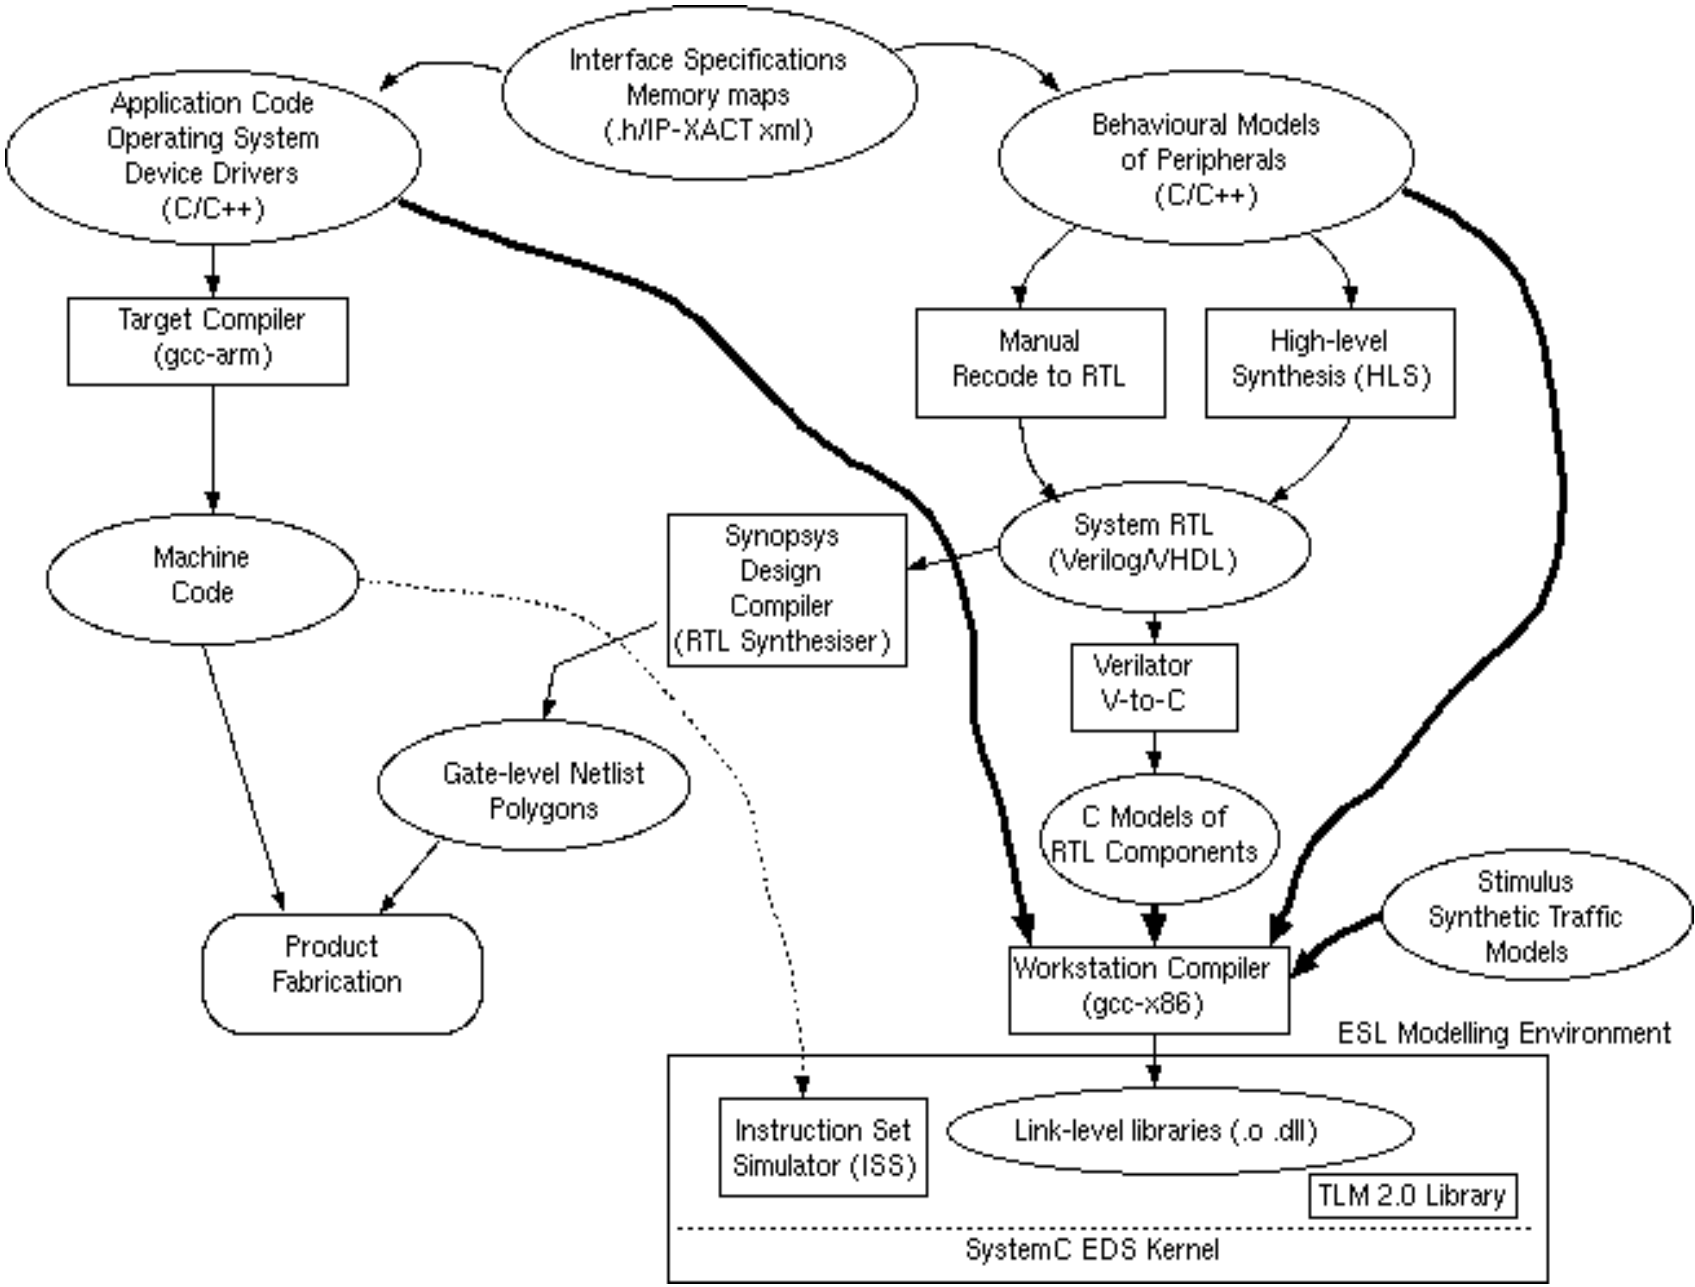 Interface Specifications
Memory maps
(.h/IP-XACT xml)
Application Code
Operating System
Device Drivers
(C/C++)
Behavioural Models
of Peripherals
(C/C++)
Target Compiler
(gcc-arm)
Manual
Recode to RTL
High-level
Synthesis (HLS)
Machine
Code
Synopsys
Design
Compiler
(RTL Synthesiser)
System RTL
(Verilog/VHDL)
Verilator
V-to-C
Gate-level Netlist
Polygons
C Models of
RTL Components
Stimulus
Synthetic Traffic
Models
Product
Fabrication
Workstation Compiler
(gcc-x86)
ESL Modelling Environment
Instruction Set
Simulator (ISS)
Link-level libraries (.o .dll)
TLM 2.0 Library
SystemC EDS Kernel